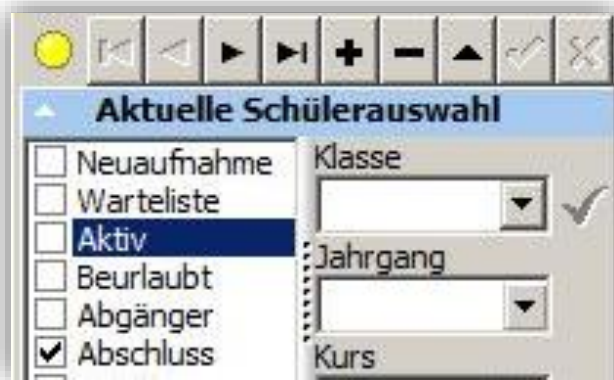 Aktuelle Schülerauswahl
Neuaufnahme
Warteliste
Aktiv
Beurlaubt
Abgänger
Abschluss
Klasse
Jahrgang
Kurs